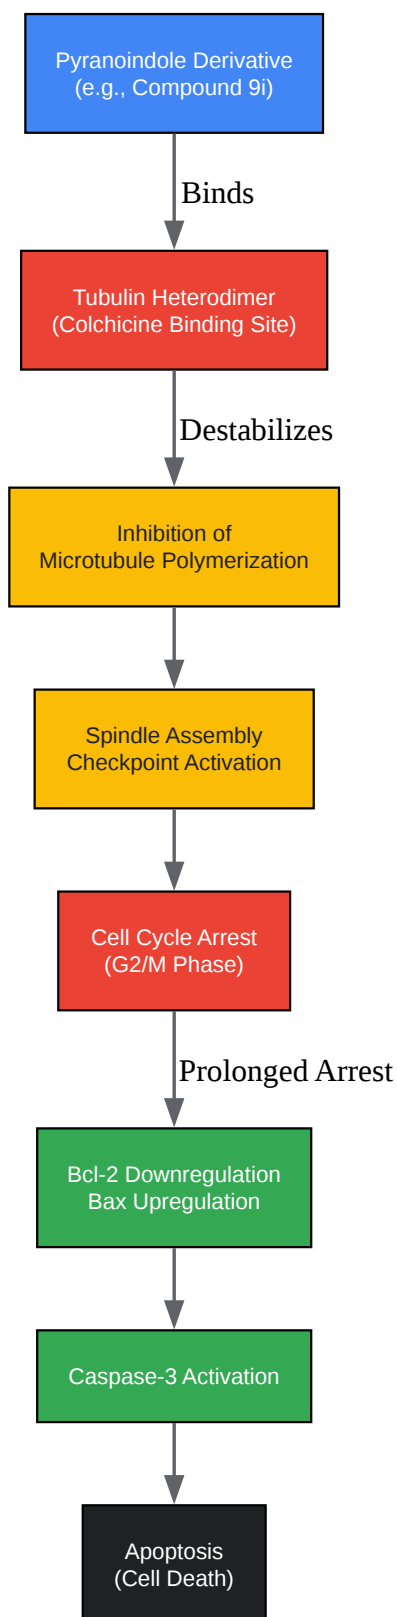 Pyranoindole Derivative
(e.g., Compound 9i)
Binds
Tubulin Heterodimer
(Colchicine Binding Site)
Destabilizes
Inhibition of
Microtubule Polymerization
Spindle Assembly
Checkpoint Activation
Cell Cycle Arrest
(G2/M Phase)
Prolonged Arrest
Bcl-2 Downregulation
Bax Upregulation
Caspase-3 Activation
Apoptosis
(Cell Death)